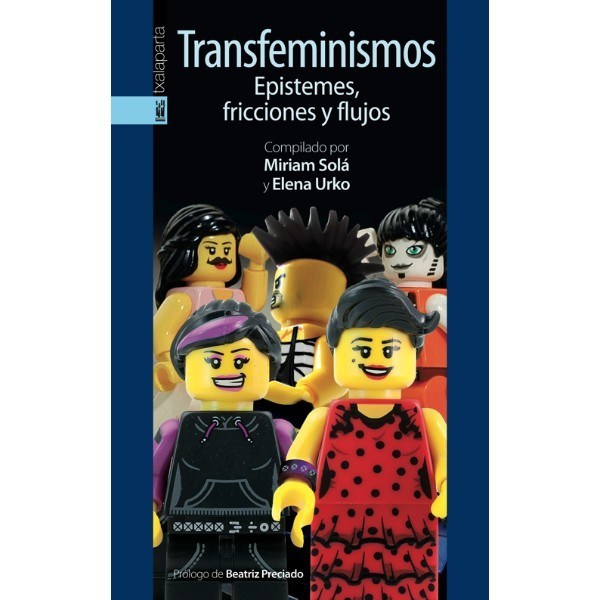 txalaparta
Transfeminismos
Epistemes,
fricciones y flujos
Compilado por
Miriam Solá
y Elena Urko
Prólogo de Beatriz Preciado